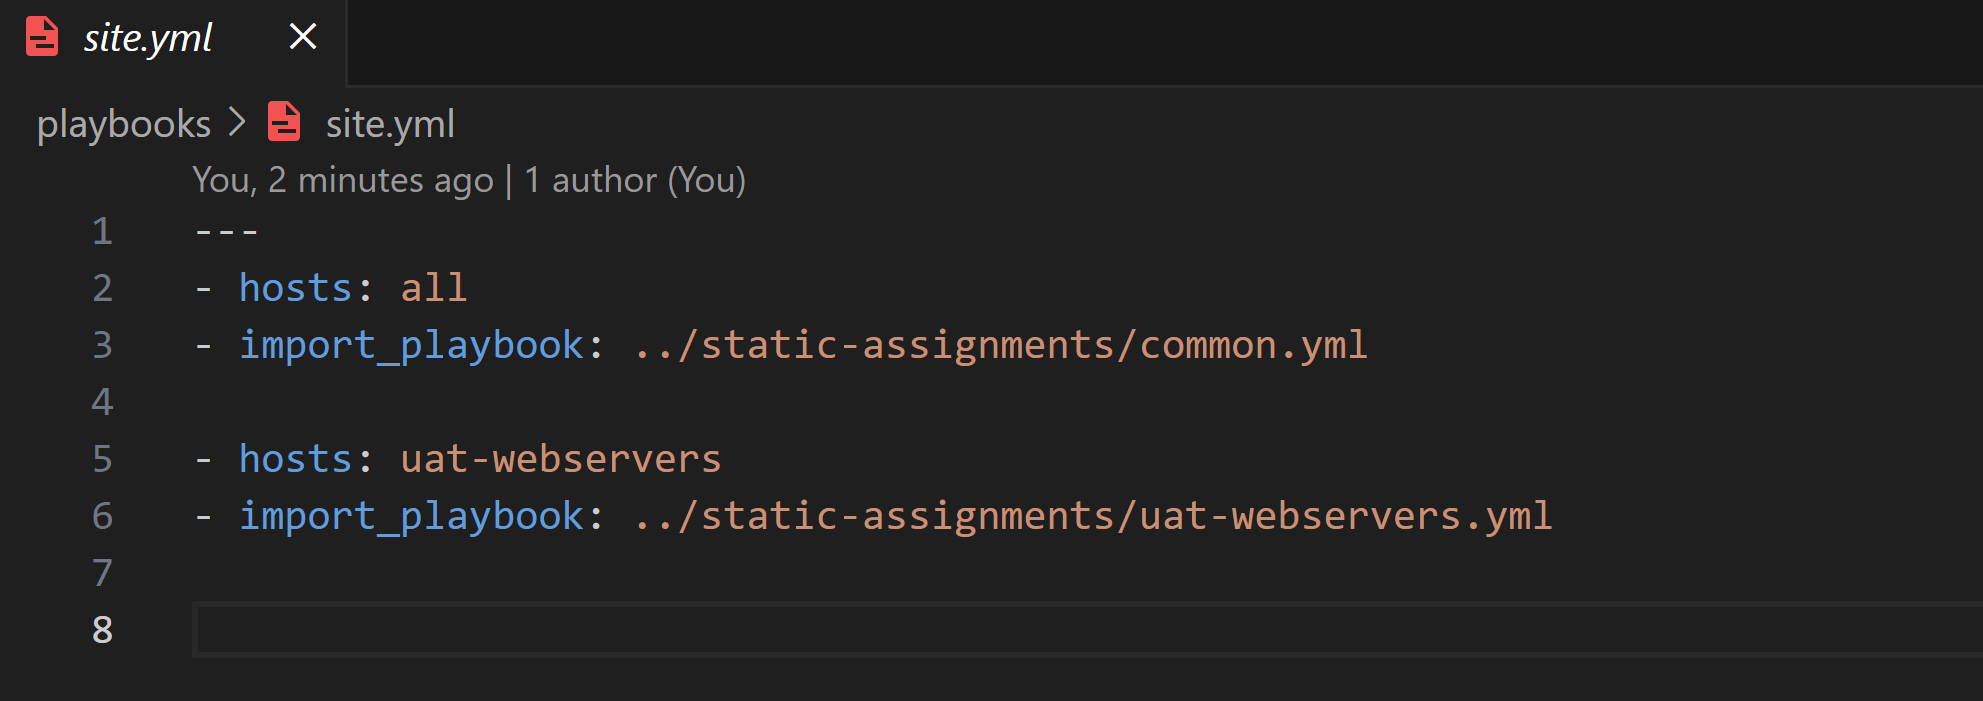 site.yml
playbooks > site.yml
You, 2 minutes ago | 1 author (You)
1 ---
2 - hosts: all
3 - import_playbook: ../static-assignments/common.yml
4
5 - hosts: uat-webservers
6 - import_playbook: ../static-assignments/uat-webservers.yml
7
8